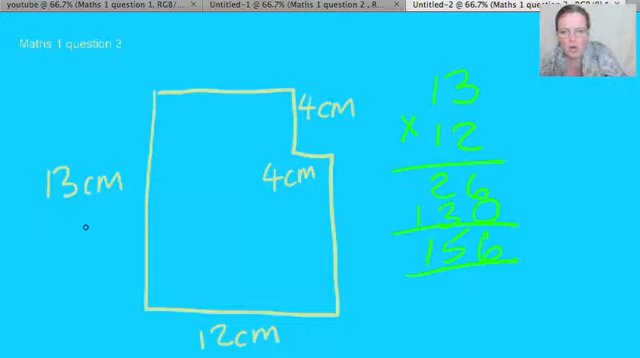 youtube @ 66.7% (Maths 1 question 1, RGB/...
Untitled-1 @ 66.7% (Maths 1 question 2 , R...
Untitled-2 @ 66.7% (Maths 1 question 3, RGB/8) *
Maths 1 question 3
4cm
4cm
13cm
12cm
13
× 12
26
130
156